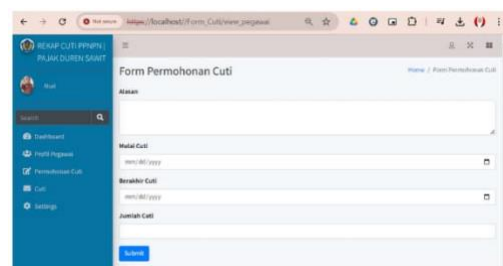 Not secure https://localhost//Form_Cuti/view_pegawai
REKAP CUTI PPNPN |
PAJAK DUREN SAWIT
Search
Dashboard
Profil Pegawai
Permohonan Cuti
Cuti
Settings
Form Permohonan Cuti
Home / Form Permohonan Cuti
Alasan
Mulai Cuti
mm/dd/yyyy
Berakhir Cuti
mm/dd/yyyy
Jumlah Cuti
Submit